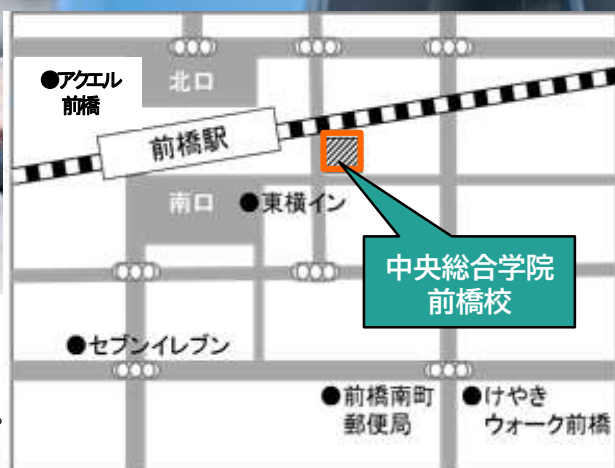 ●アクエル
前橋
北口
前橋駅
南口
●東横イン
中央総合学院
前橋校
●セブンイレブン
●前橋南町
郵便局
●けやき
ウォーク前橋